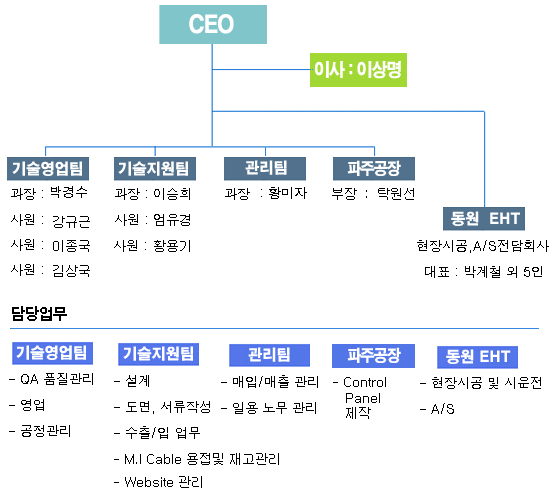 CEO
이사 : 이상명
기술영업팀
과장 : 박경수
사원 : 강규근
사원 : 이종국
사원 : 김상국
기술지원팀
과장 : 이승희
사원 : 엄유경
사원 : 황용기
관리팀
과장 : 황미자
파주공장
부장 : 탁원선
동원 EHT
현장시공,A/S전담회사
대표 : 박계철 외 5인
담당업무
기술영업팀
- QA 품질관리
- 영업
- 공정관리
기술지원팀
- 설계
- 도면, 서류작성
- 수출/입 업무
- M.I Cable 용접및 재고관리
- Website 관리
관리팀
- 매입/매출 관리
- 일용 노무 관리
파주공장
- Control
Panel
제작
동원 EHT
- 현장시공 및 시운전
- A/S